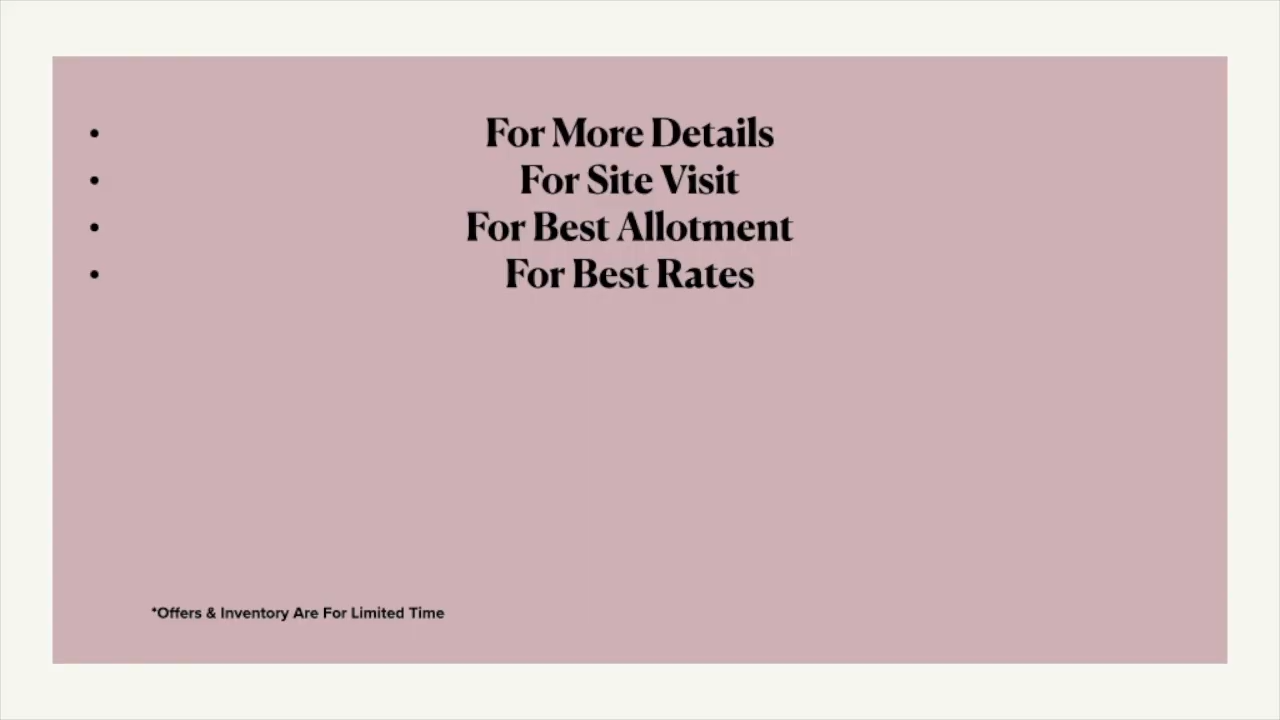 • For More Details
• For Site Visit
• For Best Allotment
• For Best Rates
*Offers & Inventory Are For Limited Time